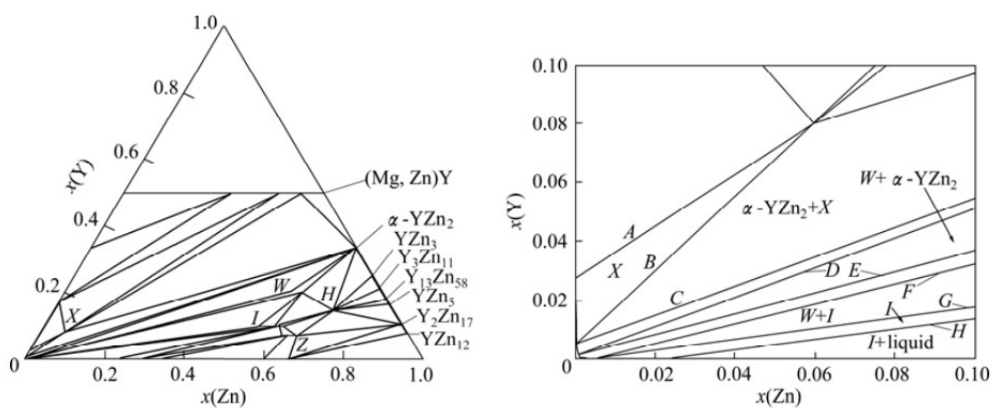 1.0
0.8
0.6
x(Y)
0.4
0.2
0
(Mg, Zn)Y
α-YZn₂
YZn₃
Y₃Zn₁₁
Y₁₃Zn₅₈
YZn₅
Y₂Zn₁₇
YZn₁₂
W
H
I
X
Z
0.2 0.4 0.6 0.8 1.0
x(Zn)
0.10
0.08
0.06
x(Y)
0.04
0.02
0
W+ α-YZn₂
α-YZn₂+X
A
X B
C D E
F
W+I
I G
H
I+liquid
0.02 0.04 0.06 0.08 0.10
x(Zn)